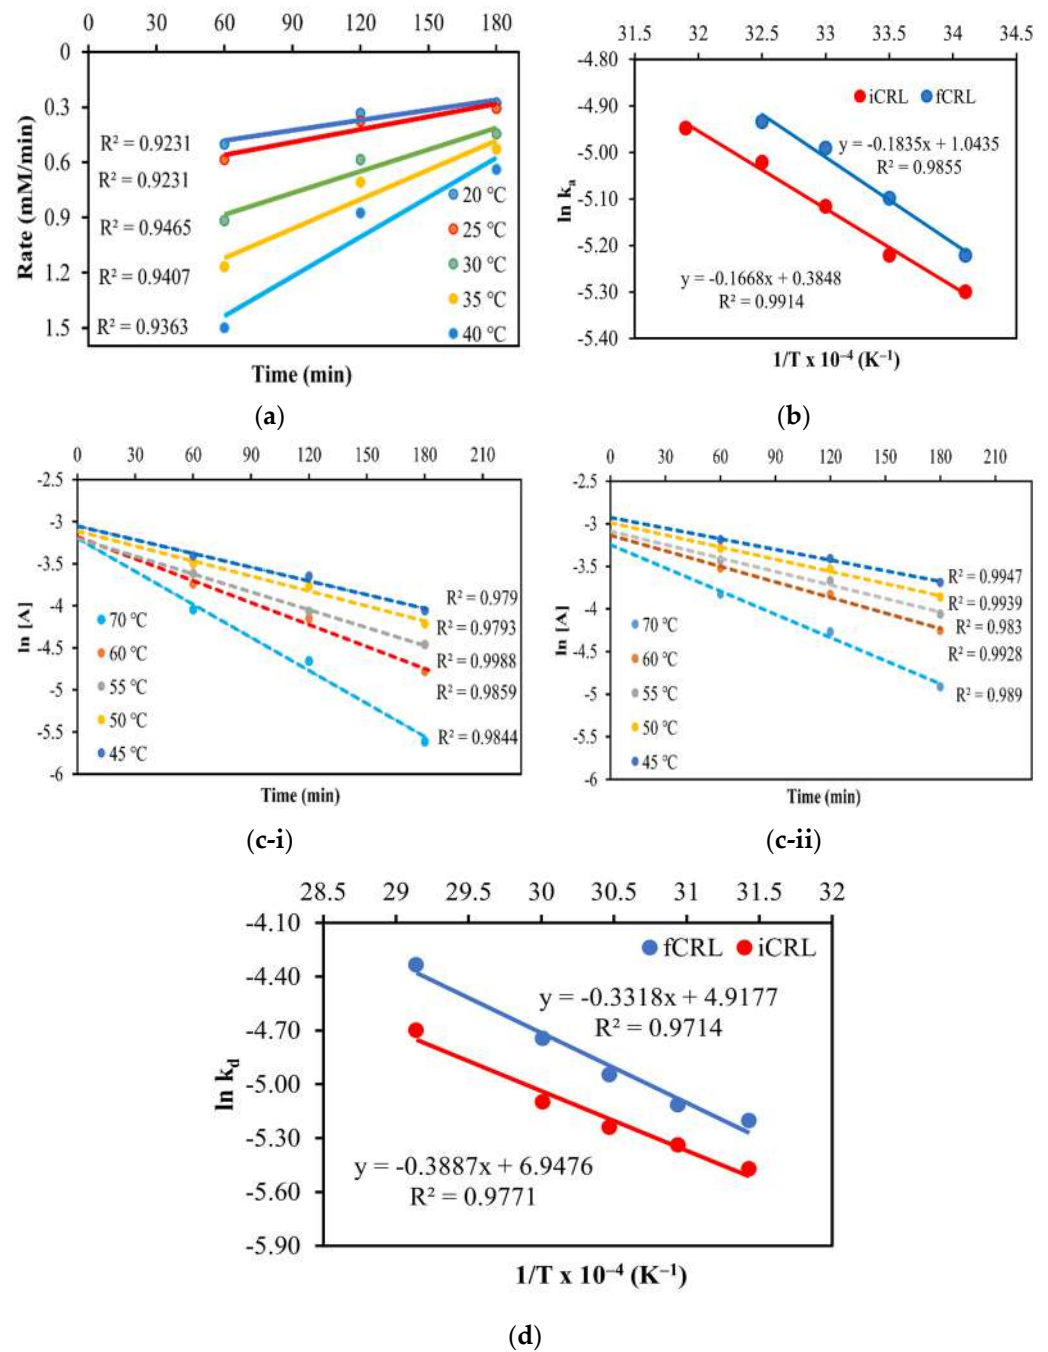 0 30 60 90 120 150 180
0
0.3
0.6
0.9
1.2
1.5
Rate (mM/min)
R² = 0.9231
R² = 0.9231
R² = 0.9465
R² = 0.9407
R² = 0.9363
20 °C
25 °C
30 °C
35 °C
40 °C
Time (min)
(a)
31.5 32 32.5 33 33.5 34 34.5
-4.80
-4.90
-5.00
-5.10
-5.20
-5.30
-5.40
ln kₐ
iCRL fCRL
y = -0.1835x + 1.0435
R² = 0.9855
y = -0.1668x + 0.3848
R² = 0.9914
1/T x 10⁻⁴ (K⁻¹)
(b)
0 30 60 90 120 150 180 210
-2.5
-3
-3.5
-4
-4.5
-5
-5.5
-6
ln [A]
70 °C
60 °C
55 °C
50 °C
45 °C
R² = 0.979
R² = 0.9793
R² = 0.9988
R² = 0.9859
R² = 0.9844
Time (min)
(c-i)
0 30 60 90 120 150 180 210
-2.5
-3
-3.5
-4
-4.5
-5
-5.5
-6
ln [A]
70 °C
60 °C
55 °C
50 °C
45 °C
R² = 0.9947
R² = 0.9939
R² = 0.983
R² = 0.9928
R² = 0.989
Time (min)
(c-ii)
28.5 29 29.5 30 30.5 31 31.5 32
-4.10
-4.40
-4.70
-5.00
-5.30
-5.60
-5.90
ln k_d
fCRL iCRL
y = -0.3318x + 4.9177
R² = 0.9714
y = -0.3887x + 6.9476
R² = 0.9771
1/T x 10⁻⁴ (K⁻¹)
(d)